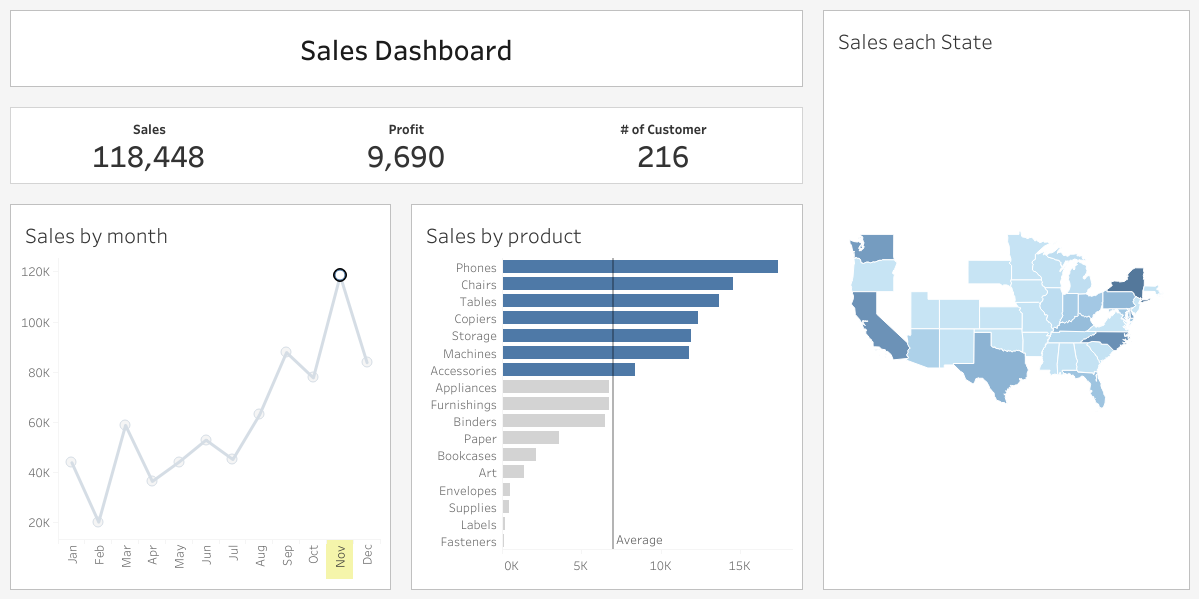 Sales Dashboard
Sales each State
Sales Profit # of Customer
118,448 9,690 216
Sales by month
120K
100K
80K
60K
40K
20K
Jan Feb Mar Apr May Jun Jul Aug Sep Oct Nov Dec
Sales by product
Phones
Chairs
Tables
Copiers
Storage
Machines
Accessories
Appliances
Furnishings
Binders
Paper
Bookcases
Art
Envelopes
Supplies
Labels
Fasteners
Average
0K 5K 10K 15K